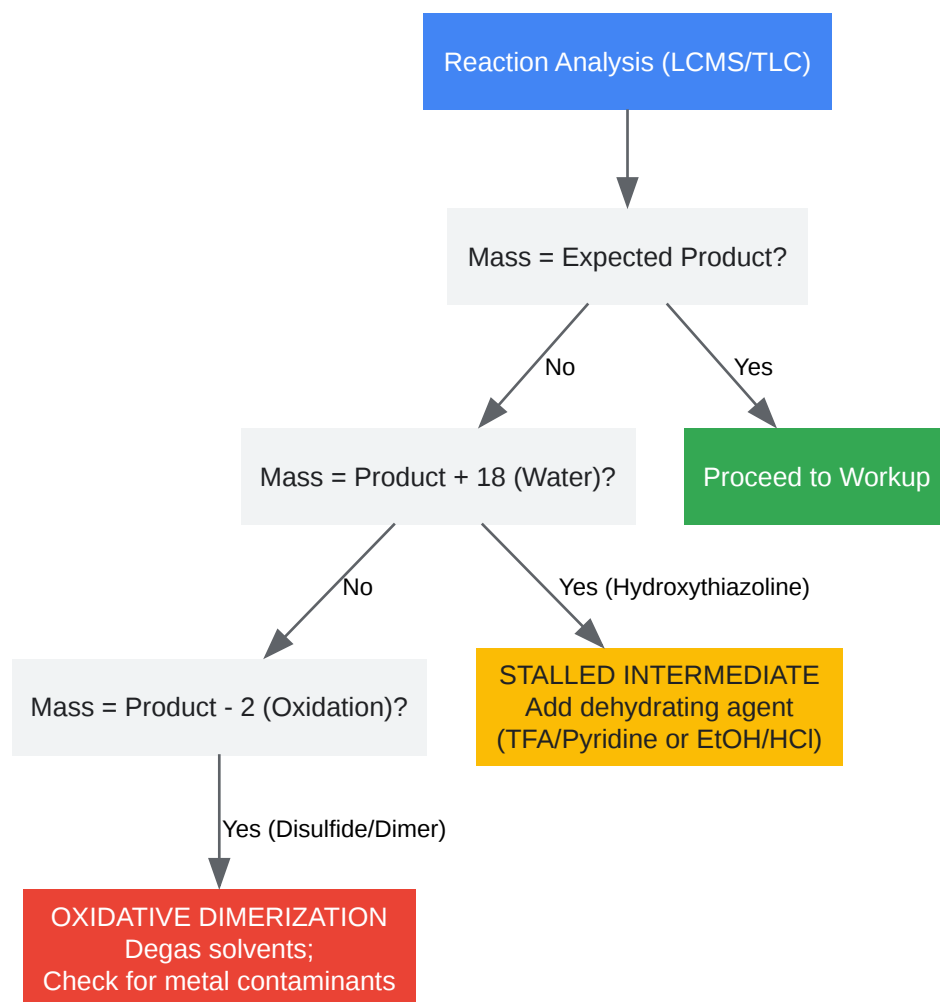 Reaction Analysis (LCMS/TLC)
Mass = Expected Product?
No
Yes
Mass = Product + 18 (Water)?
Proceed to Workup
No
Yes (Hydroxythiazoline)
Mass = Product - 2 (Oxidation)?
STALLED INTERMEDIATE
Add dehydrating agent
(TFA/Pyridine or EtOH/HCl)
Yes (Disulfide/Dimer)
OXIDATIVE DIMERIZATION
Degas solvents;
Check for metal contaminants